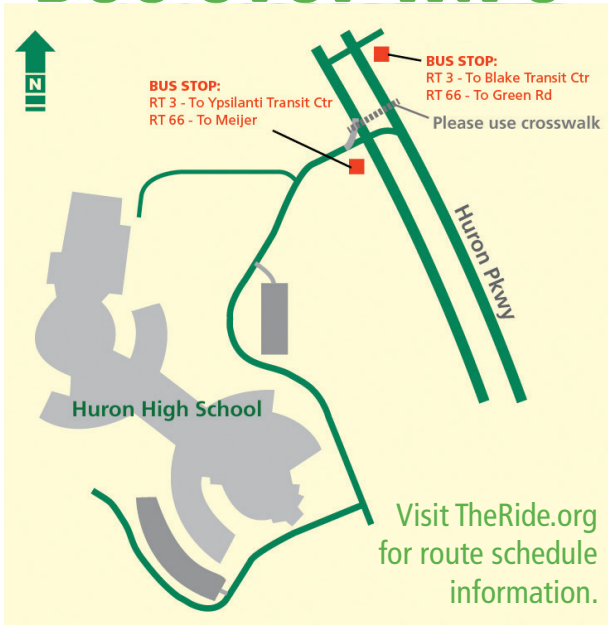 N
BUS STOP:
RT 3 - To Ypsilanti Transit Ctr
RT 66 - To Meijer
BUS STOP:
RT 3 - To Blake Transit Ctr
RT 66 - To Green Rd
Please use crosswalk
Huron Pkwy
Huron High School
Visit TheRide.org
for route schedule
information.